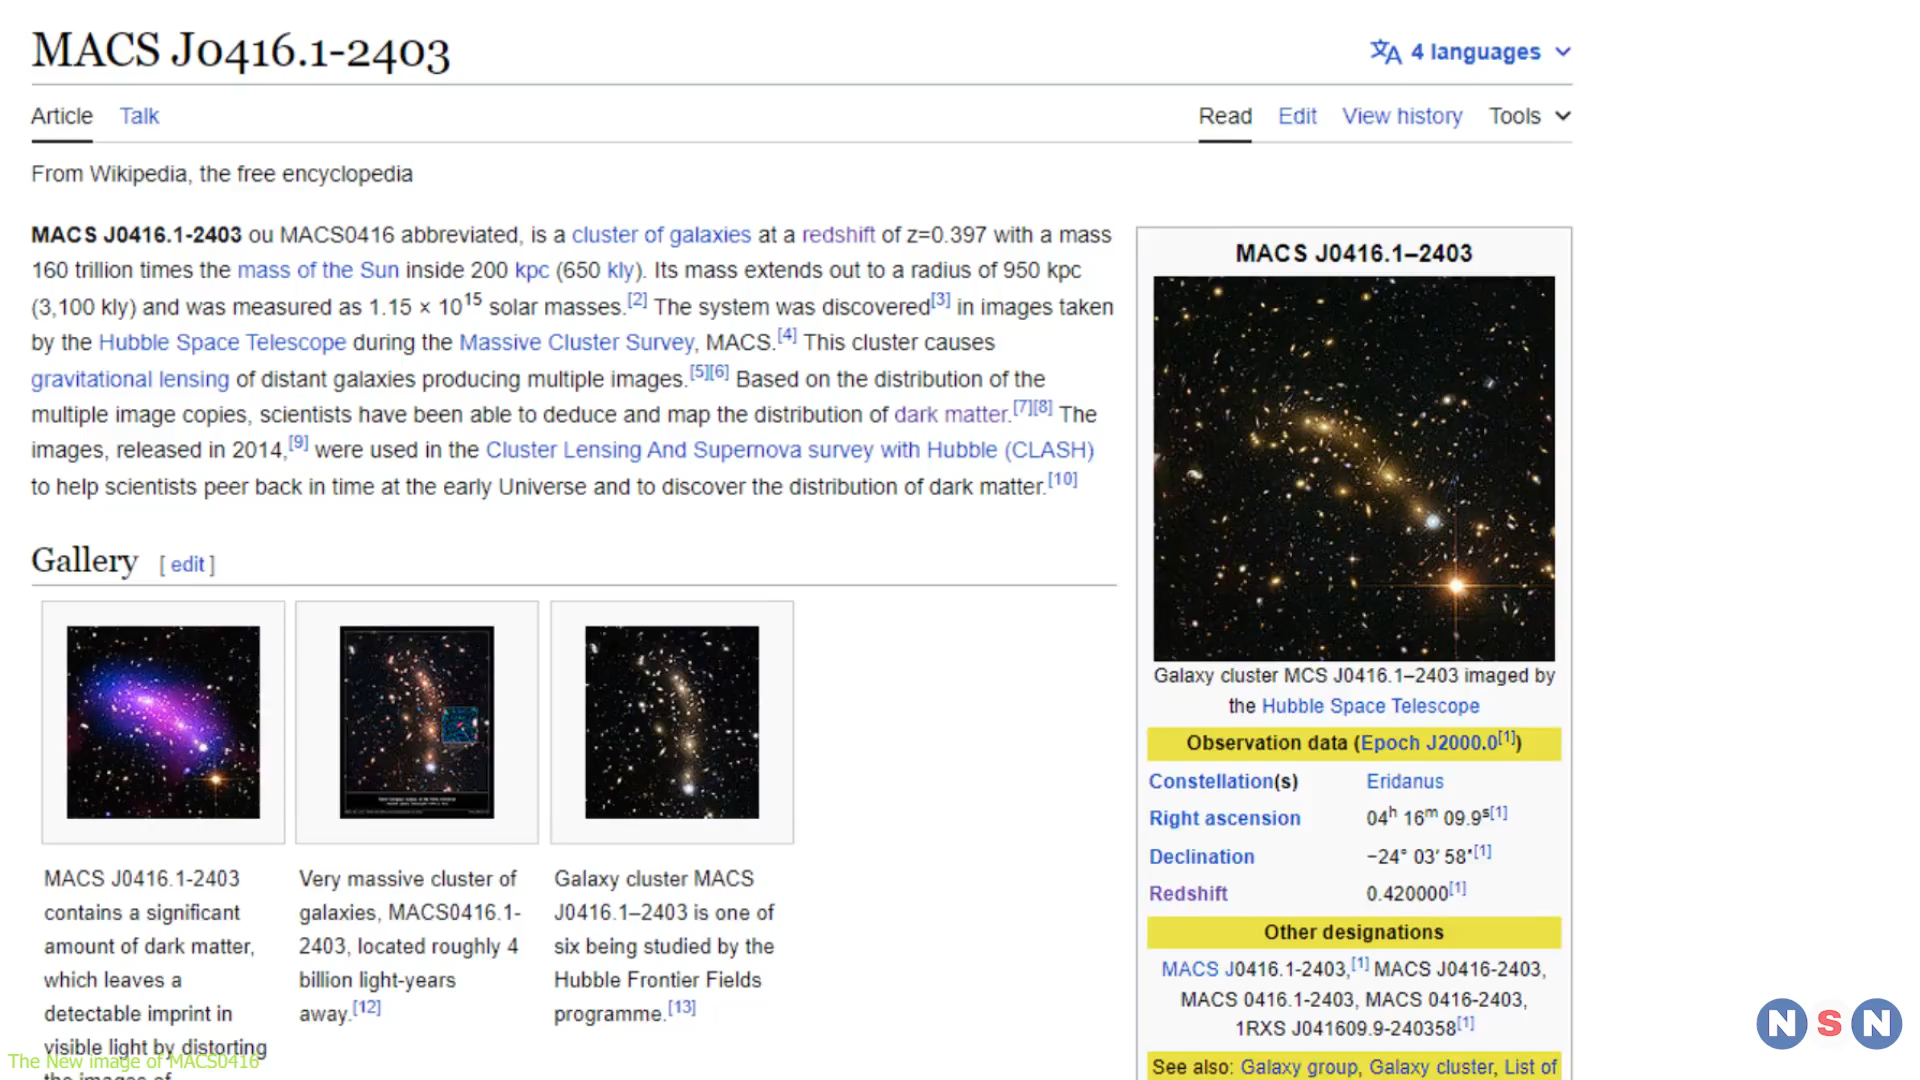 MACS J0416.1-2403
4 languages
Article Talk
Read Edit View history Tools
From Wikipedia, the free encyclopedia
MACS J0416.1-2403 ou MACS0416 abbreviated, is a cluster of galaxies at a redshift of z=0.397 with a mass
160 trillion times the mass of the Sun inside 200 kpc (650 kly). Its mass extends out to a radius of 950 kpc
(3,100 kly) and was measured as 1.15 × 10¹⁵ solar masses.[2] The system was discovered[3] in images taken
by the Hubble Space Telescope during the Massive Cluster Survey, MACS.[4] This cluster causes
gravitational lensing of distant galaxies producing multiple images.[5][6] Based on the distribution of the
multiple image copies, scientists have been able to deduce and map the distribution of dark matter.[7][8] The
images, released in 2014,[9] were used in the Cluster Lensing And Supernova survey with Hubble (CLASH)
to help scientists peer back in time at the early Universe and to discover the distribution of dark matter.[10]
Gallery [ edit ]
MACS J0416.1-2403
contains a significant
amount of dark matter,
which leaves a
detectable imprint in
visible light by distorting
the images of
Very massive cluster of
galaxies, MACS0416.1-
2403, located roughly 4
billion light-years
away.[12]
Galaxy cluster MACS
J0416.1–2403 is one of
six being studied by the
Hubble Frontier Fields
programme.[13]
MACS J0416.1–2403
Galaxy cluster MCS J0416.1–2403 imaged by
the Hubble Space Telescope
Observation data (Epoch J2000.0[1])
Constellation(s) Eridanus
Right ascension 04ʰ 16ᵐ 09.9ˢ[1]
Declination −24° 03′ 58″[1]
Redshift 0.420000[1]
Other designations
MACS J0416.1-2403,[1] MACS J0416-2403,
MACS 0416.1-2403, MACS 0416-2403,
1RXS J041609.9-240358[1]
See also: Galaxy group, Galaxy cluster, List of
The New image of MACS0416
N S N